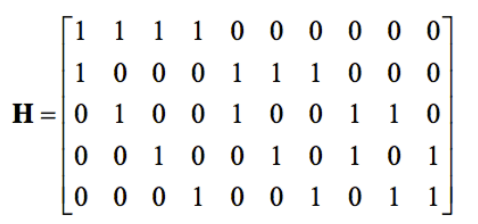 1 1 1 1 0 0 0 0 0 0
1 0 0 0 1 1 1 0 0 0
H = 0 1 0 0 1 0 0 1 1 0
0 0 1 0 0 1 0 1 0 1
0 0 0 1 0 0 1 0 1 1